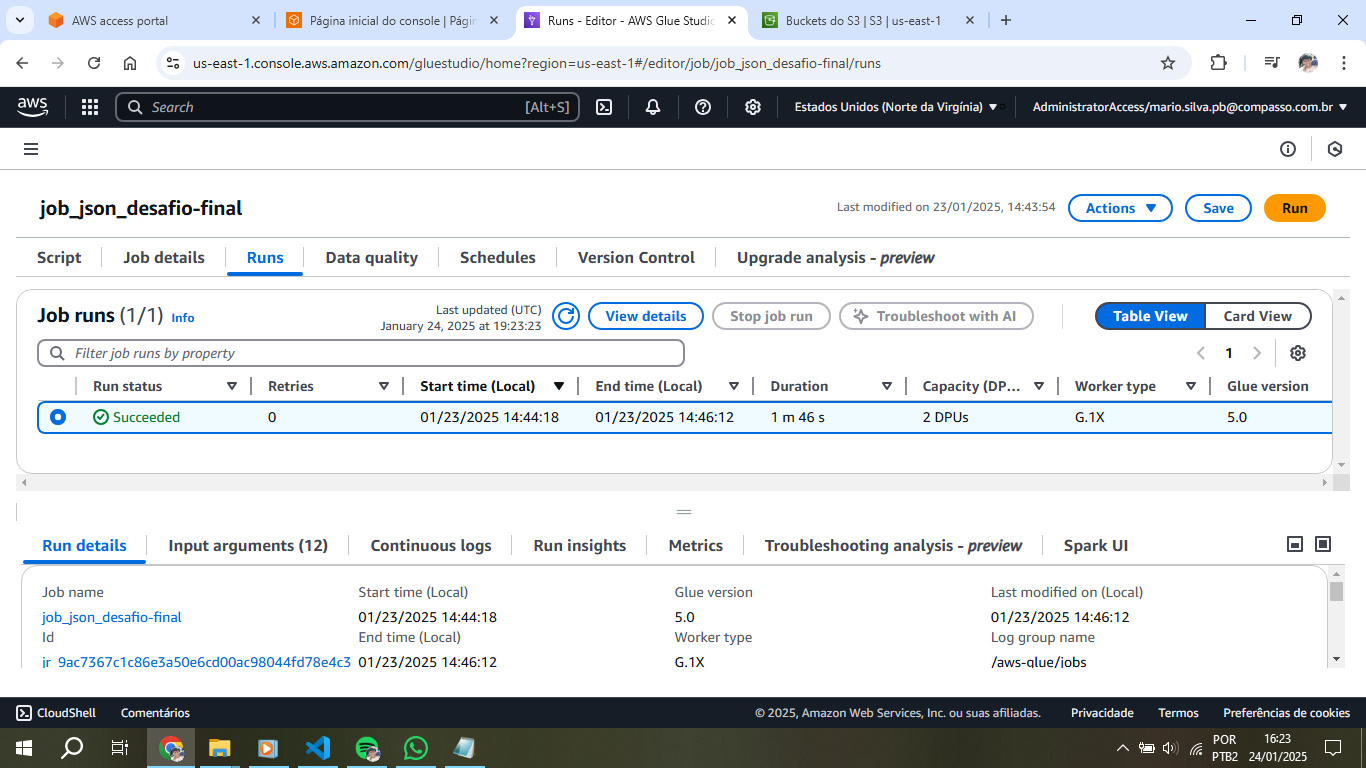 AWS access portal
Página inicial do console | Págin
Runs - Editor - AWS Glue Studio
Buckets do S3 | S3 | us-east-1
us-east-1.console.aws.amazon.com/gluestudio/home?region=us-east-1#/editor/job/job_json_desafio-final/runs
aws
Search
[Alt+S]
Estados Unidos (Norte da Virgínia)
AdministratorAccess/mario.silva.pb@compasso.com.br
job_json_desafio-final
Last modified on 23/01/2025, 14:43:54
Actions
Save
Run
Script
Job details
Runs
Data quality
Schedules
Version Control
Upgrade analysis - preview
Job runs (1/1) Info
Last updated (UTC)
January 24, 2025 at 19:23:23
View details
Stop job run
Troubleshoot with AI
Table View
Card View
Filter job runs by property
1
Run status
Retries
Start time (Local)
End time (Local)
Duration
Capacity (DP...
Worker type
Glue version
Succeeded
0
01/23/2025 14:44:18
01/23/2025 14:46:12
1 m 46 s
2 DPUs
G.1X
5.0
Run details
Input arguments (12)
Continuous logs
Run insights
Metrics
Troubleshooting analysis - preview
Spark UI
Job name
Start time (Local)
Glue version
Last modified on (Local)
job_json_desafio-final
01/23/2025 14:44:18
5.0
01/23/2025 14:46:12
Id
End time (Local)
Worker type
Log group name
jr_9ac7367c1c86e3a50e6cd00ac98044fd78e4c3
01/23/2025 14:46:12
G.1X
/aws-glue/jobs
CloudShell
Comentários
© 2025, Amazon Web Services, Inc. ou suas afiliadas.
Privacidade
Termos
Preferências de cookies
POR
PTB2
16:23
24/01/2025